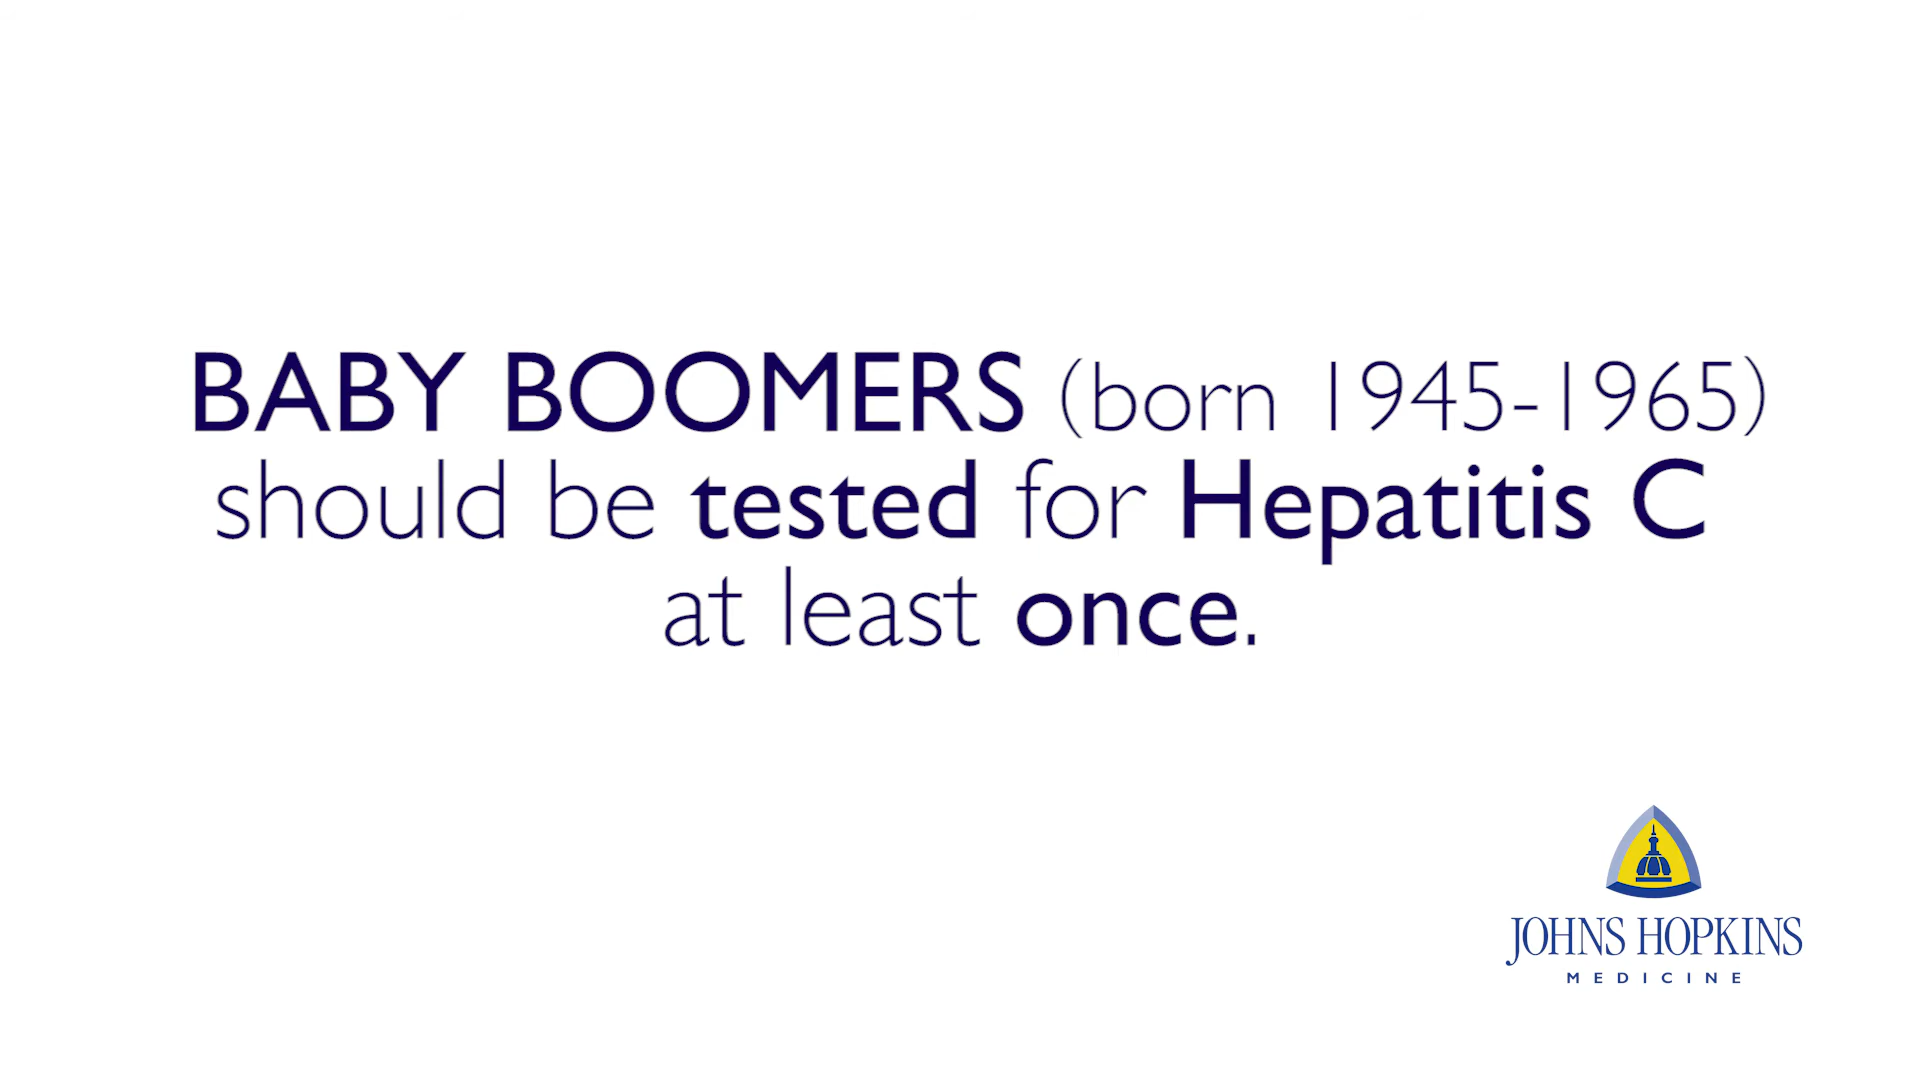 BABY BOOMERS (born 1945-1965)
should be tested for Hepatitis C
at least once.
JOHNS HOPKINS
MEDICINE